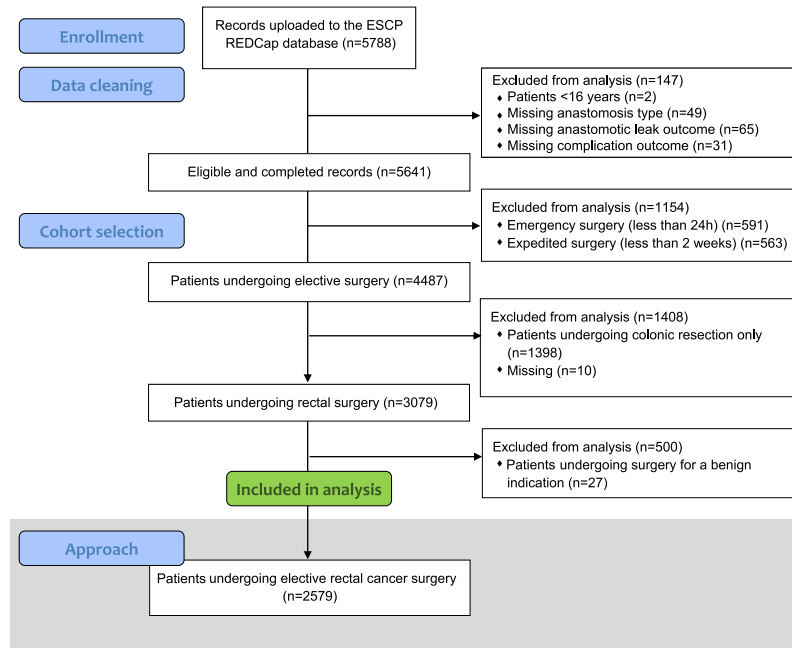 Enrollment
Records uploaded to the ESCP
REDCap database (n=5788)
Data cleaning
Excluded from analysis (n=147)
♦ Patients <16 years (n=2)
♦ Missing anastomosis type (n=49)
♦ Missing anastomotic leak outcome (n=65)
♦ Missing complication outcome (n=31)
Eligible and completed records (n=5641)
Cohort selection
Excluded from analysis (n=1154)
♦ Emergency surgery (less than 24h) (n=591)
♦ Expedited surgery (less than 2 weeks) (n=563)
Patients undergoing elective surgery (n=4487)
Excluded from analysis (n=1408)
♦ Patients undergoing colonic resection only
(n=1398)
♦ Missing (n=10)
Patients undergoing rectal surgery (n=3079)
Excluded from analysis (n=500)
♦ Patients undergoing surgery for a benign
indication (n=27)
Included in analysis
Approach
Patients undergoing elective rectal cancer surgery
(n=2579)